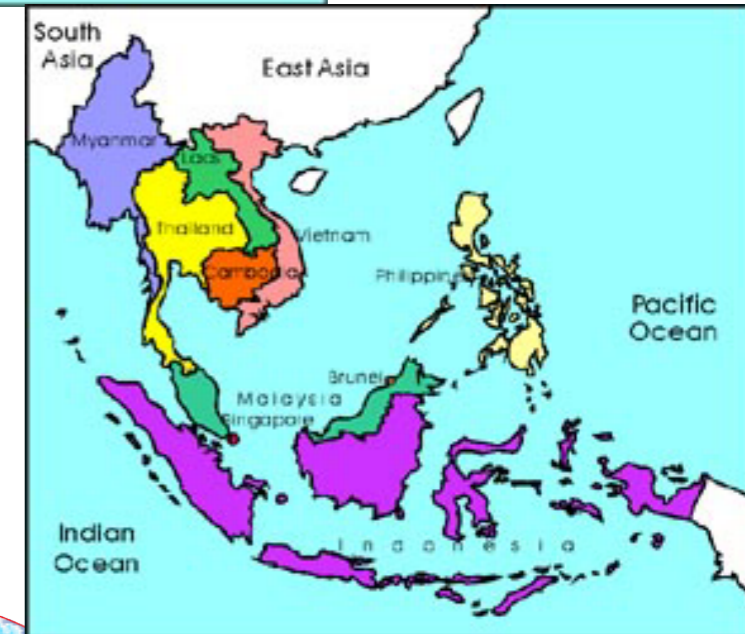 South
Asia
East Asia
Myanmar
Laos
Thailand
Vietnam
Cambodia
Philippines
Pacific
Ocean
Brunei
Malaysia
Singapore
Indian
Ocean
Indonesia